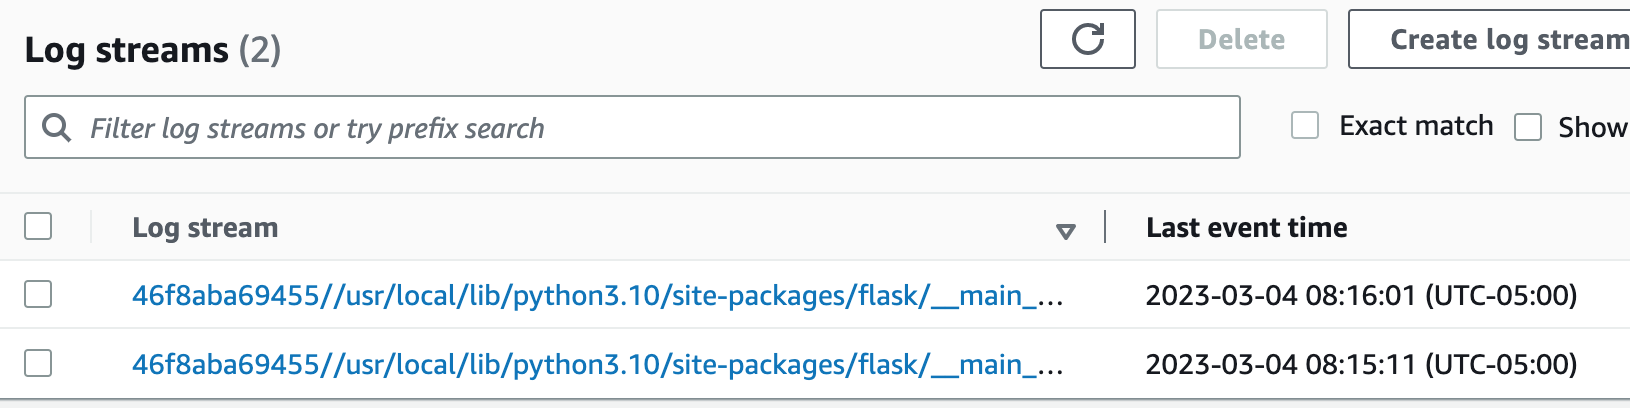 Log streams (2)
Delete
Create log stream
Filter log streams or try prefix search
Exact match
Show
Log stream
Last event time
46f8aba69455//usr/local/lib/python3.10/site-packages/flask/__main_...
2023-03-04 08:16:01 (UTC-05:00)
46f8aba69455//usr/local/lib/python3.10/site-packages/flask/__main_...
2023-03-04 08:15:11 (UTC-05:00)